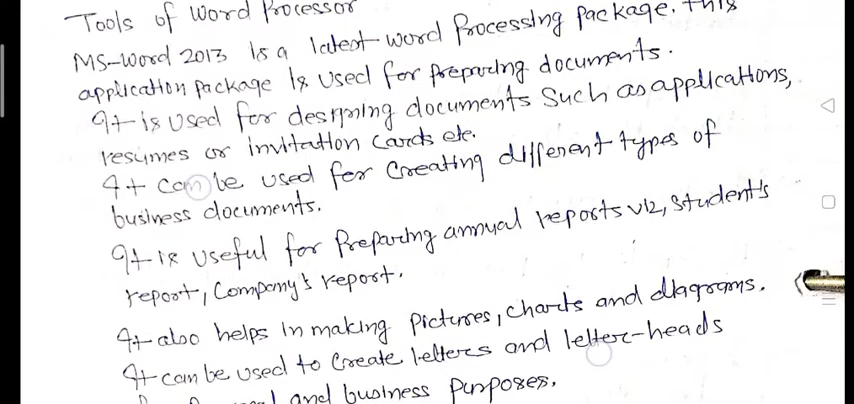 Tools of Word Processor
MS-Word 2013 is a latest word Processing package. This
application package is used for preparing documents.
It is used for designing documents such as applications,
resumes or invitation cards etc.
It can be used for creating different types of
business documents.
It is useful for Preparing annual reports viz, student's
report, Company's report.
It also helps in making Pictures, charts and diagrams.
It can be used to create letters and letter-heads
and business purposes.